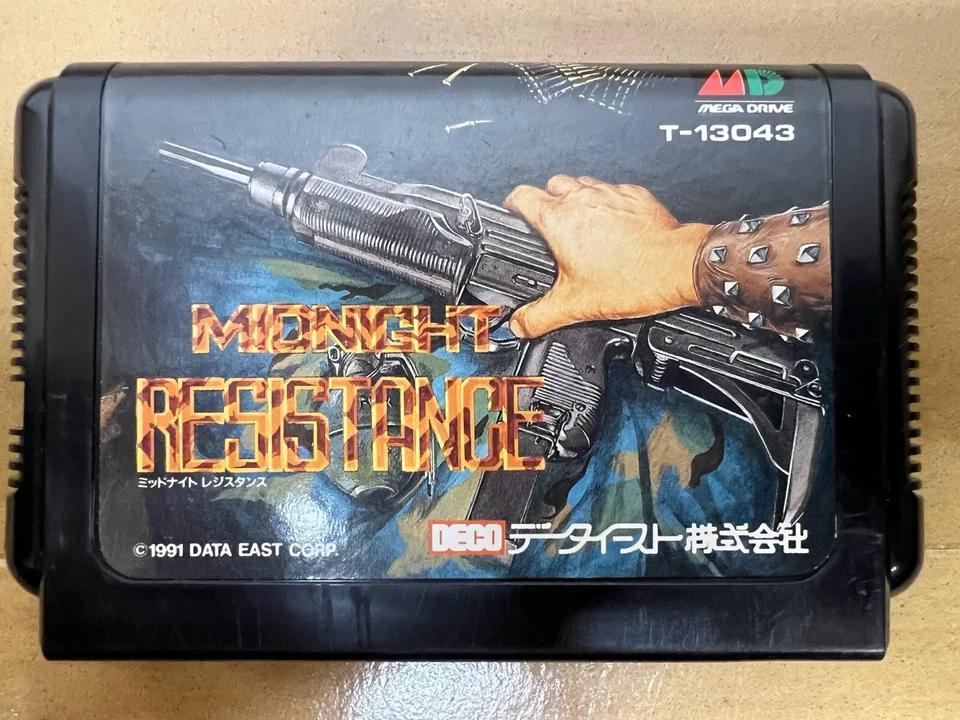 MD
MEGA DRIVE
T-13043
MIDNIGHT
RESISTANCE
ミッドナイト レジスタンス
©1991 DATA EAST CORP.
DECO データイースト株式会社